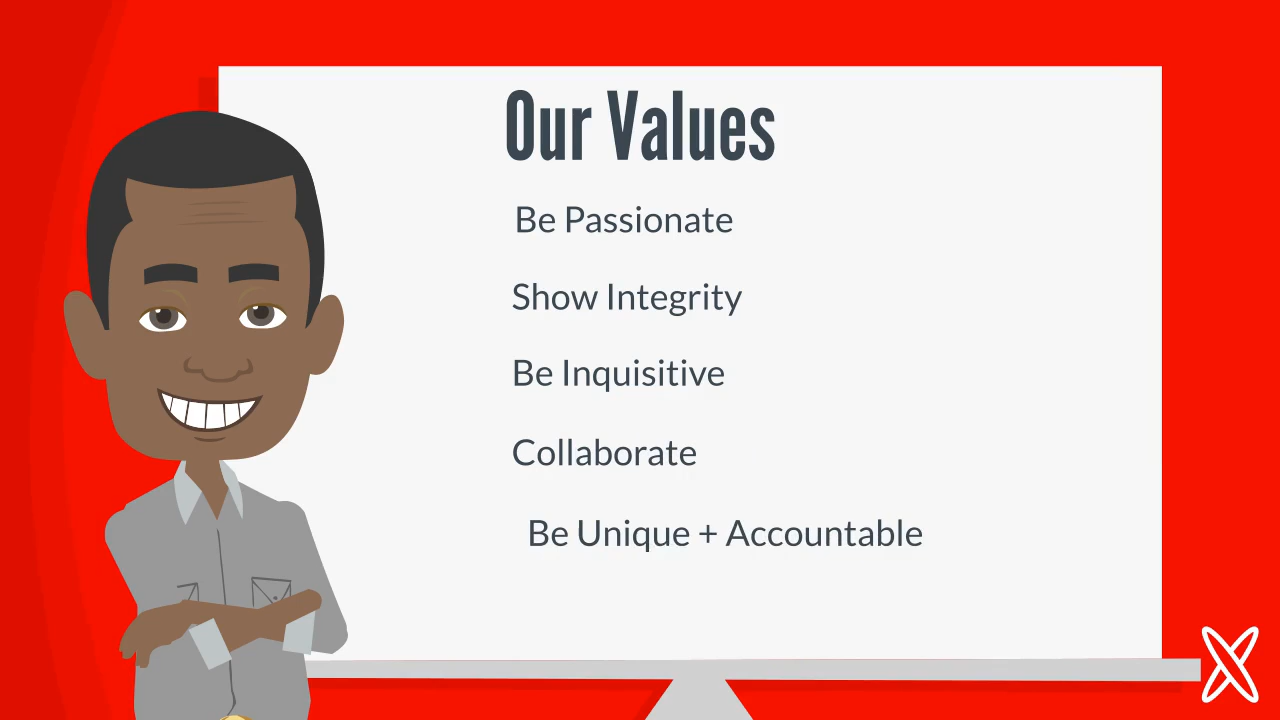 Our Values
Be Passionate
Show Integrity
Be Inquisitive
Collaborate
Be Unique + Accountable